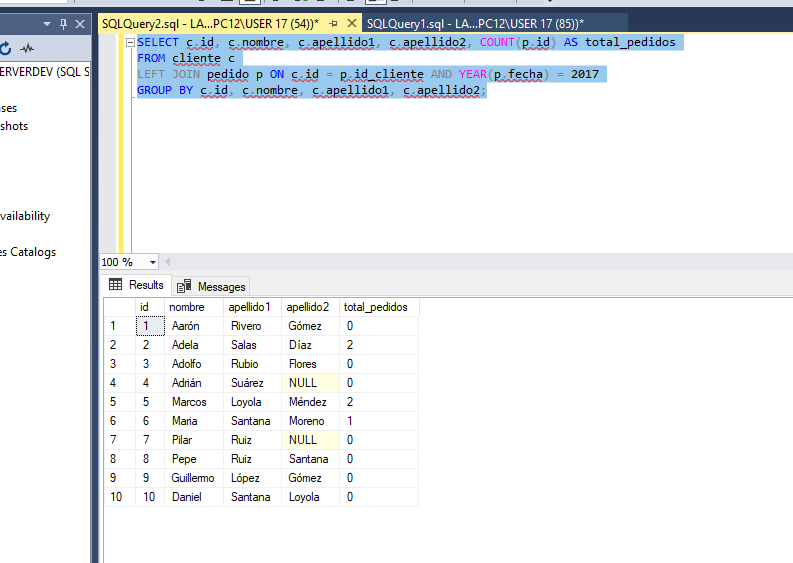 SQLQuery2.sql - LA...PC12\USER 17 (54))* SQLQuery1.sql - LA...PC12\USER 17 (85))*
ERVERDEV (SQL S
ses
shots
vailability
es Catalogs
SELECT c.id, c.nombre, c.apellido1, c.apellido2, COUNT(p.id) AS total_pedidos
FROM cliente c
LEFT JOIN pedido p ON c.id = p.id_cliente AND YEAR(p.fecha) = 2017
GROUP BY c.id, c.nombre, c.apellido1, c.apellido2;
100 %
Results Messages
id nombre apellido1 apellido2 total_pedidos
1 1 Aarón Rivero Gómez 0
2 2 Adela Salas Díaz 2
3 3 Adolfo Rubio Flores 0
4 4 Adrián Suárez NULL 0
5 5 Marcos Loyola Méndez 2
6 6 Maria Santana Moreno 1
7 7 Pilar Ruiz NULL 0
8 8 Pepe Ruiz Santana 0
9 9 Guillermo López Gómez 0
10 10 Daniel Santana Loyola 0